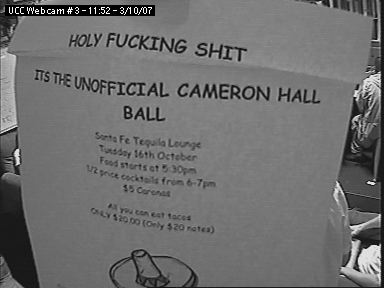 UCC Webcam # 3 - 11:52 - 3/10/07
HOLY FUCKING SHIT
ITS THE UNOFFICIAL CAMERON HALL
BALL
Santa Fe Tequila Lounge
Tuesday 16th October
Food starts at 5:30pm
1/2 price cocktails from 6-7pm
$5 Coronas
All you can eat tacos
ONLY $20.00 (Only $20 notes)